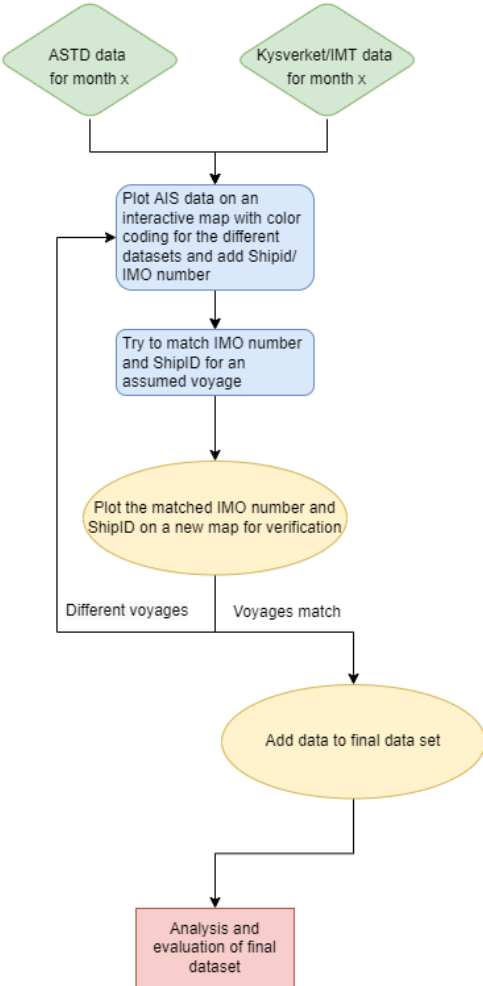 ASTD data
for month x
Kysverket/IMT data
for month x
Plot AIS data on an
interactive map with color
coding for the different
datasets and add Shipid/
IMO number
Try to match IMO number
and ShipID for an
assumed voyage
Plot the matched IMO number and
ShipID on a new map for verification
Different voyages
Voyages match
Add data to final data set
Analysis and
evaluation of final
dataset